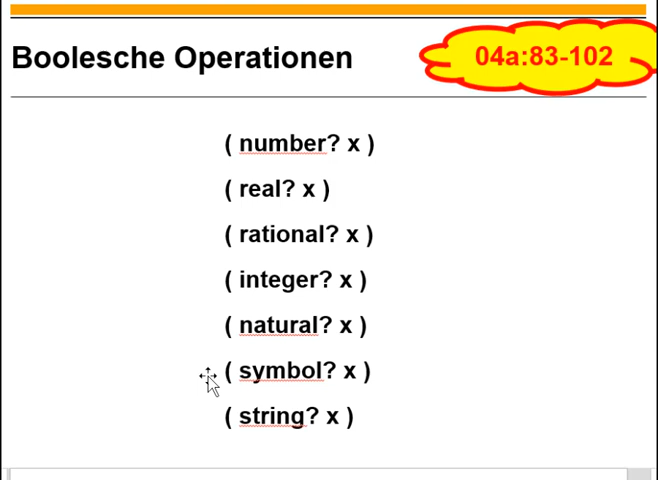 Boolesche Operationen
04a:83-102
( number? x )
( real? x )
( rational? x )
( integer? x )
( natural? x )
( symbol? x )
( string? x )